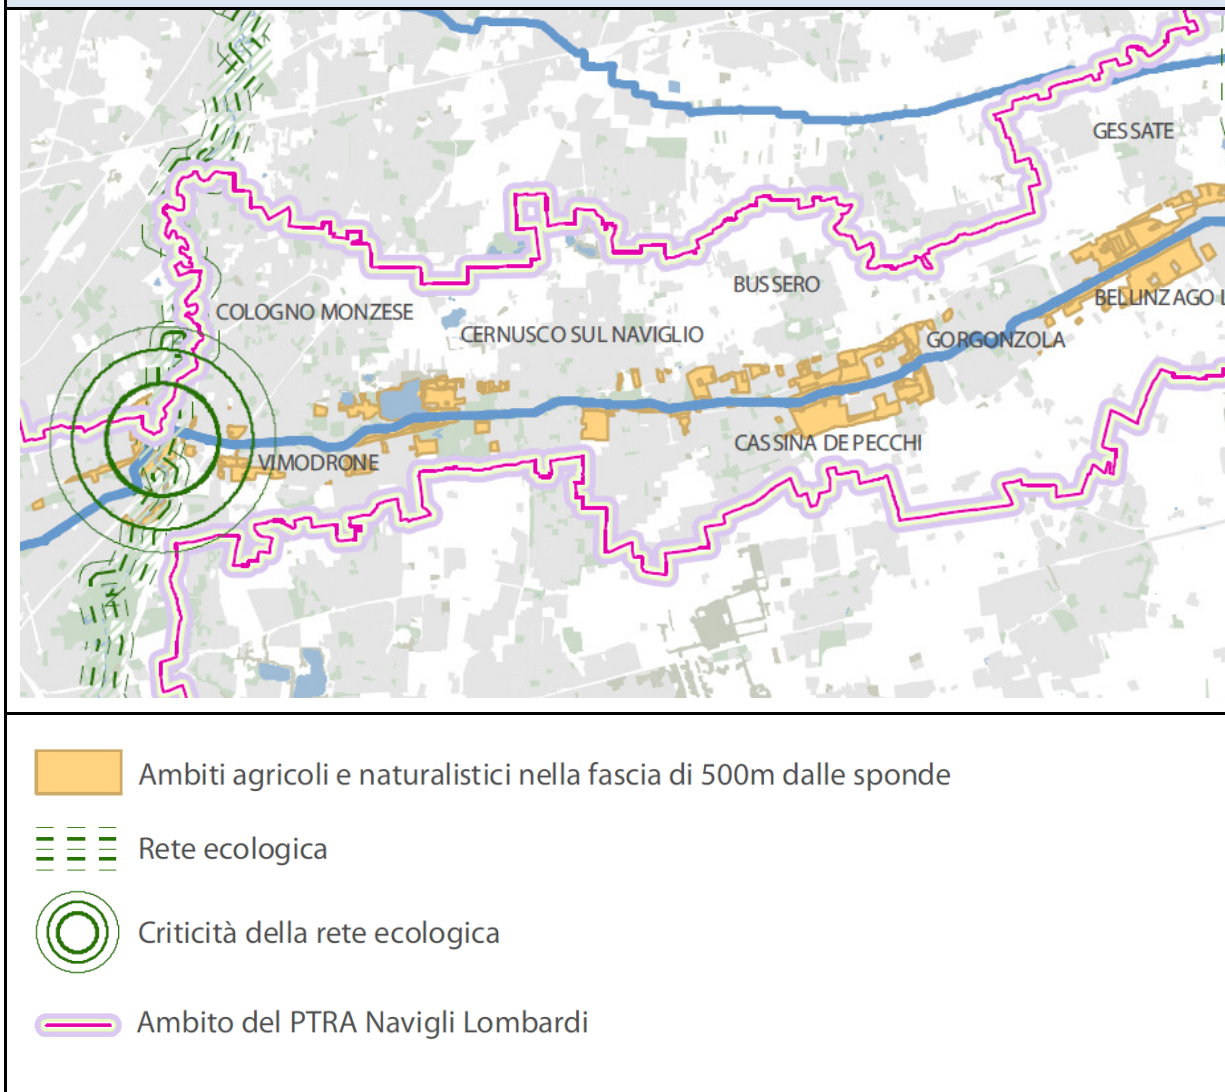 GESSATE
BUSSERO
COLOGNO MONZESE
BELLINZAGO L
CERNUSCO SUL NAVIGLIO
GORGONZOLA
CASSINA DE PECCHI
VIMODRONE
Ambiti agricoli e naturalistici nella fascia di 500m dalle sponde
Rete ecologica
Criticità della rete ecologica
Ambito del PTRA Navigli Lombardi